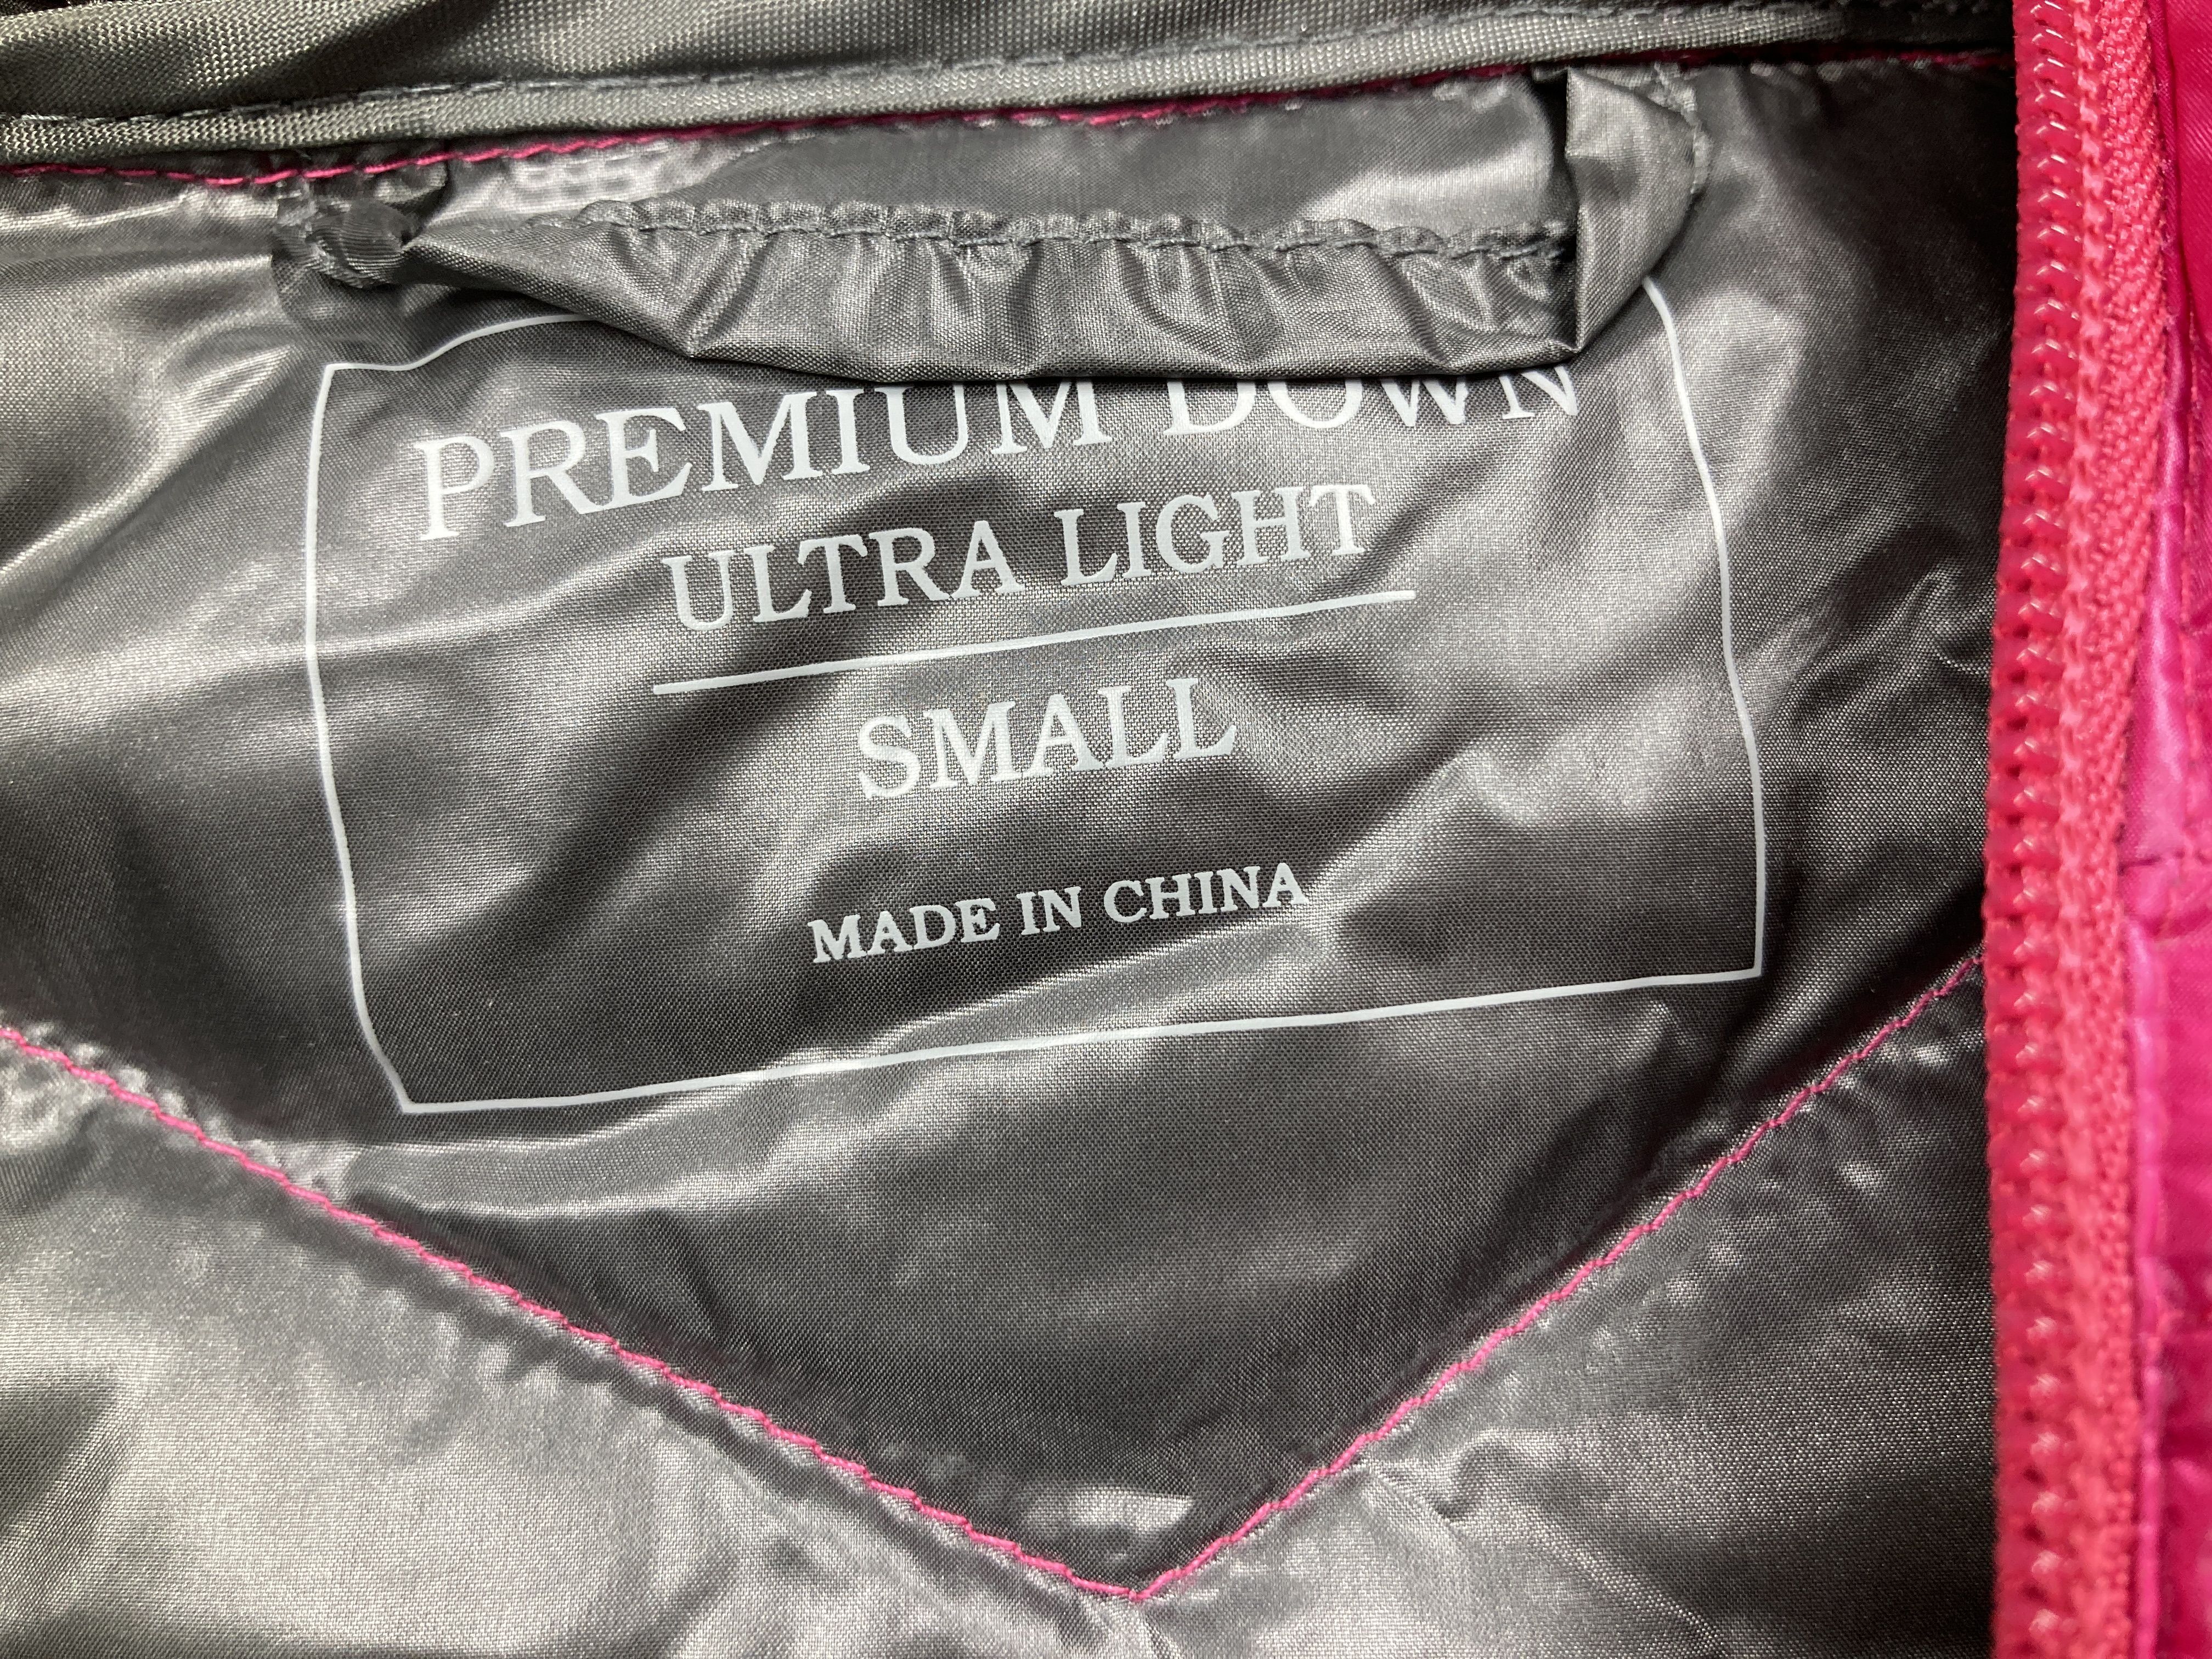 PREMIUM DOWN
ULTRA LIGHT
SMALL
MADE IN CHINA